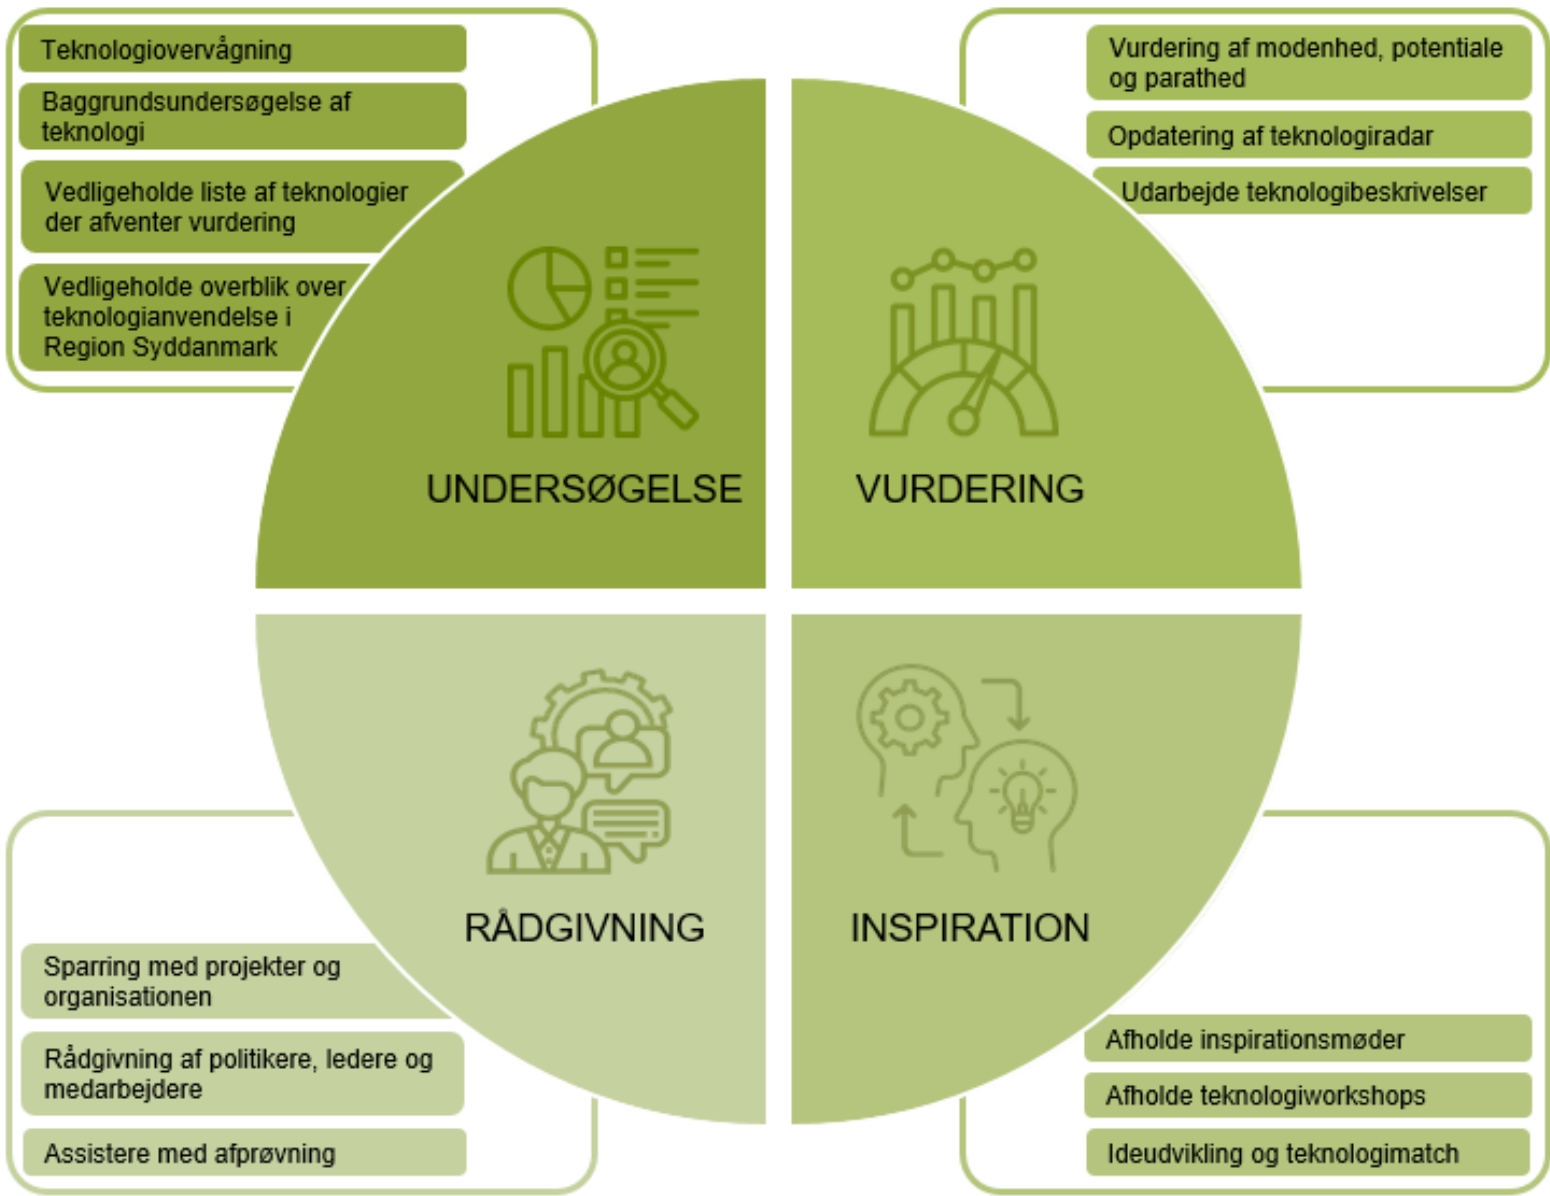 Teknologiovervågning
Baggrundsundersøgelse af
teknologi
Vedligeholde liste af teknologier
der afventer vurdering
Vedligeholde overblik over
teknologianvendelse i
Region Syddanmark
UNDERSØGELSE
Vurdering af modenhed, potentiale
og parathed
Opdatering af teknologiradar
Udarbejde teknologibeskrivelser
VURDERING
RÅDGIVNING
Sparring med projekter og
organisationen
Rådgivning af politikere, ledere og
medarbejdere
Assistere med afprøvning
INSPIRATION
Afholde inspirationsmøder
Afholde teknologiworkshops
Ideudvikling og teknologimatch